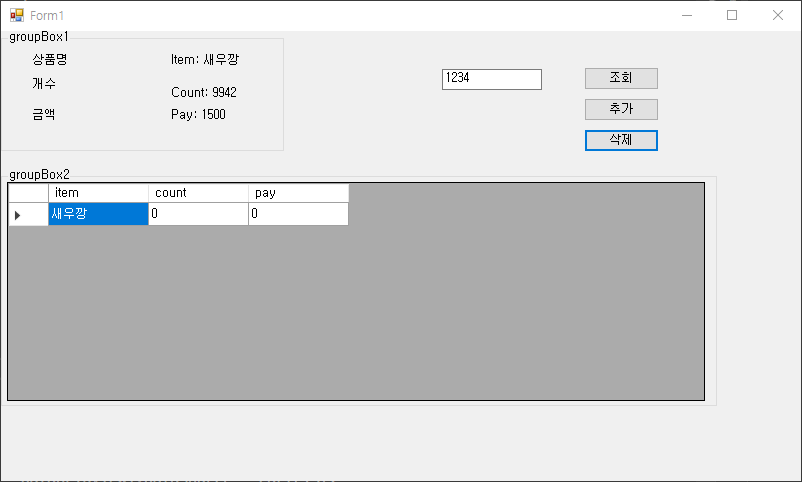 Form1
groupBox1
상품명 Item: 새우깡
개수 Count: 9942
금액 Pay: 1500
1234
조회
추가
삭제
groupBox2
item count pay
새우깡 0 0